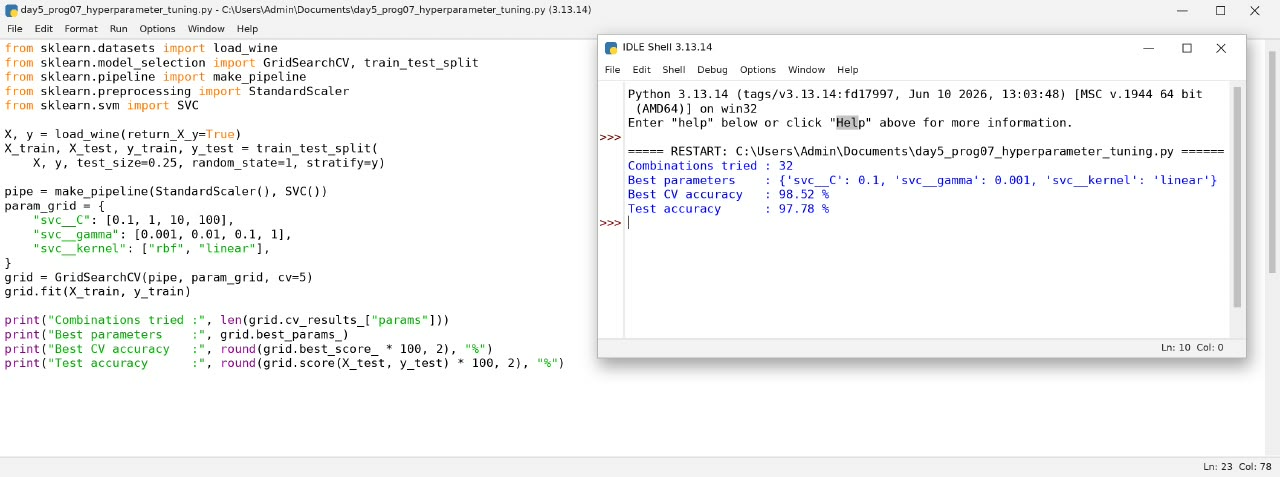 day5_prog07_hyperparameter_tuning.py - C:\Users\Admin\Documents\day5_prog07_hyperparameter_tuning.py (3.13.14)
File Edit Format Run Options Window Help
from sklearn.datasets import load_wine
from sklearn.model_selection import GridSearchCV, train_test_split
from sklearn.pipeline import make_pipeline
from sklearn.preprocessing import StandardScaler
from sklearn.svm import SVC

X, y = load_wine(return_X_y=True)
X_train, X_test, y_train, y_test = train_test_split(
    X, y, test_size=0.25, random_state=1, stratify=y)

pipe = make_pipeline(StandardScaler(), SVC())
param_grid = {
    "svc__C": [0.1, 1, 10, 100],
    "svc__gamma": [0.001, 0.01, 0.1, 1],
    "svc__kernel": ["rbf", "linear"],
}
grid = GridSearchCV(pipe, param_grid, cv=5)
grid.fit(X_train, y_train)

print("Combinations tried :", len(grid.cv_results_["params"]))
print("Best parameters    :", grid.best_params_)
print("Best CV accuracy   :", round(grid.best_score_ * 100, 2), "%")
print("Test accuracy      :", round(grid.score(X_test, y_test) * 100, 2), "%")
Ln: 23 Col: 78
IDLE Shell 3.13.14
File Edit Shell Debug Options Window Help
Python 3.13.14 (tags/v3.13.14:fd17997, Jun 10 2026, 13:03:48) [MSC v.1944 64 bit
 (AMD64)] on win32
Enter "help" below or click "Help" above for more information.
>>>
===== RESTART: C:\Users\Admin\Documents\day5_prog07_hyperparameter_tuning.py ======
Combinations tried : 32
Best parameters    : {'svc__C': 0.1, 'svc__gamma': 0.001, 'svc__kernel': 'linear'}
Best CV accuracy   : 98.52 %
Test accuracy      : 97.78 %
>>>
Ln: 10 Col: 0